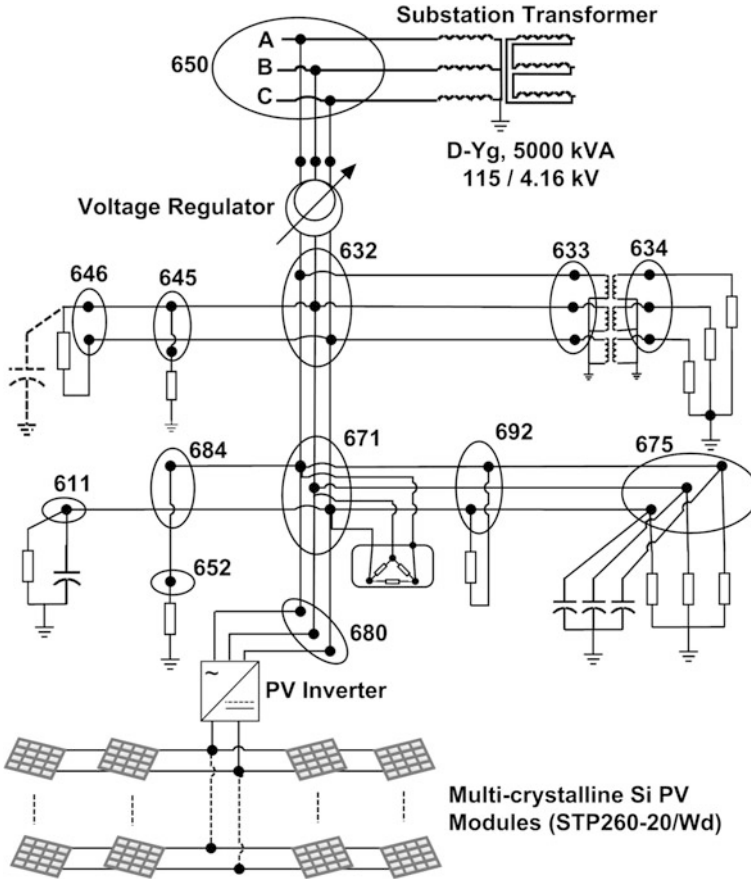 Substation Transformer
A
650
B
C
D-Yg, 5000 kVA
115 / 4.16 kV
Voltage Regulator
632
633
634
646
645
671
692
675
684
611
652
680
~
PV Inverter
Multi-crystalline Si PV
Modules (STP260-20/Wd)